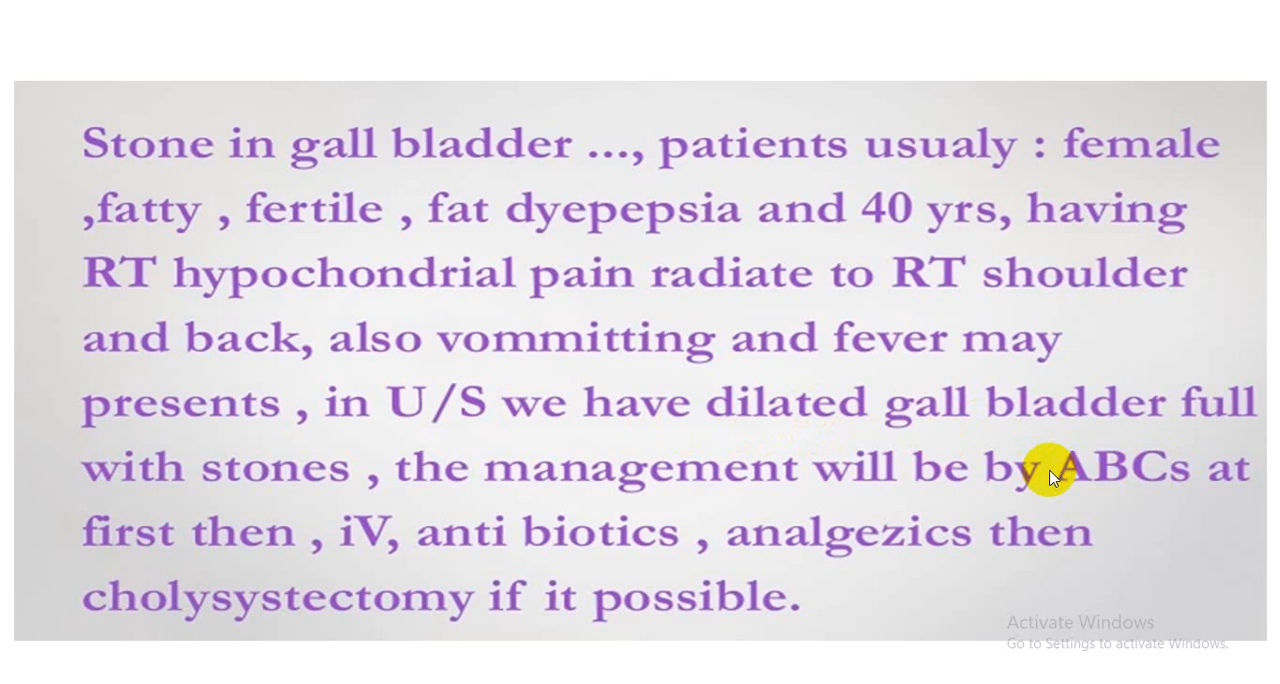 Stone in gall bladder ..., patients usualy : female
,fatty , fertile , fat dyepepsia and 40 yrs, having
RT hypochondrial pain radiate to RT shoulder
and back, also vommitting and fever may
presents , in U/S we have dilated gall bladder full
with stones , the management will be by ABCs at
first then , iV, anti biotics , analgezics then
cholysystectomy if it possible.
Activate Windows
Go to Settings to activate Windows.